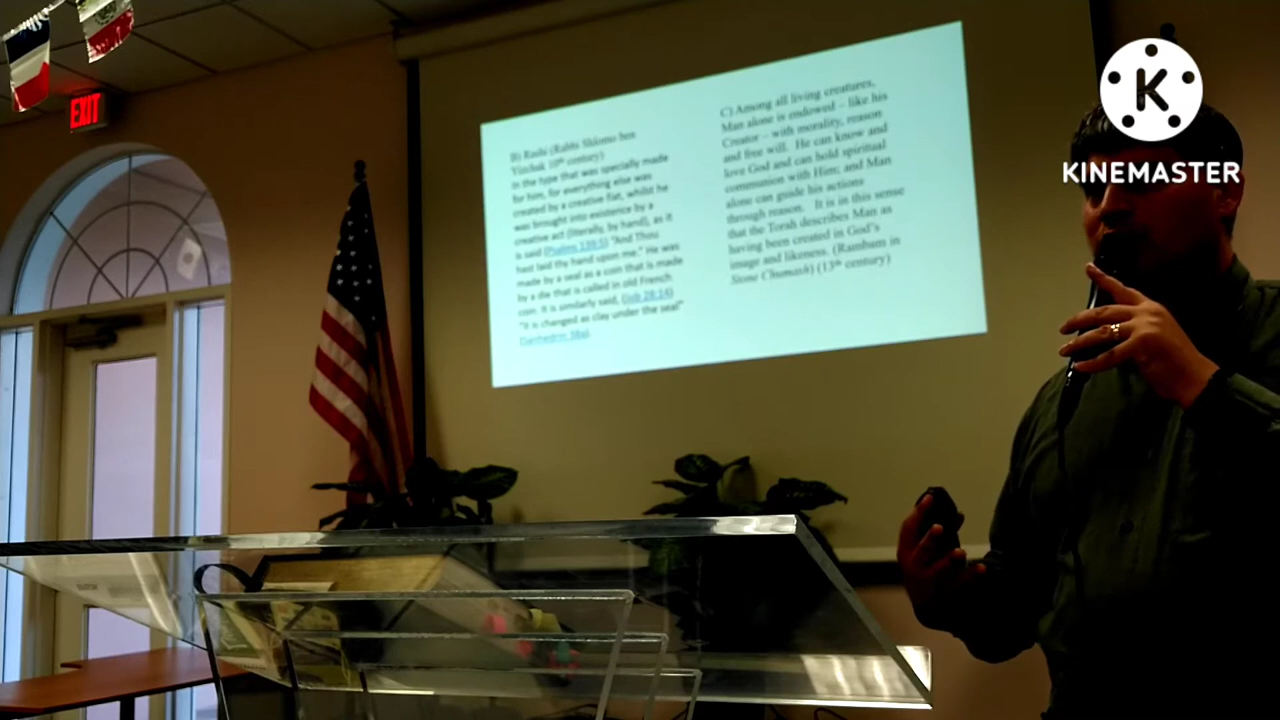 EXIT
B) Rashi (Rabbi Shlomo ben
Yitzhak 10th century)
In the type that was specially made
for him, for everything else was
created by a creative fiat, whilst he
was brought into existence by a
creative act (literally, by hand), as it
is said (Psalms 139:5) "And Thou
hast laid thy hand upon me." He was
made by a seal as a coin that is made
by a die that is called in old French
coin. It is similarly said, (Job 28:14)
"It is changed as clay under the seal"
(Sanhedrin 38a).
C) Among all living creatures,
Man alone is endowed – like his
Creator – with morality, reason
and free will. He can know and
love God and can hold spiritual
communion with Him; and Man
alone can guide his actions
through reason. It is in this sense
that the Torah describes Man as
having been created in God's
image and likeness. (Rambam in
Stone Chumash) (13th century)
K
KINEMASTER